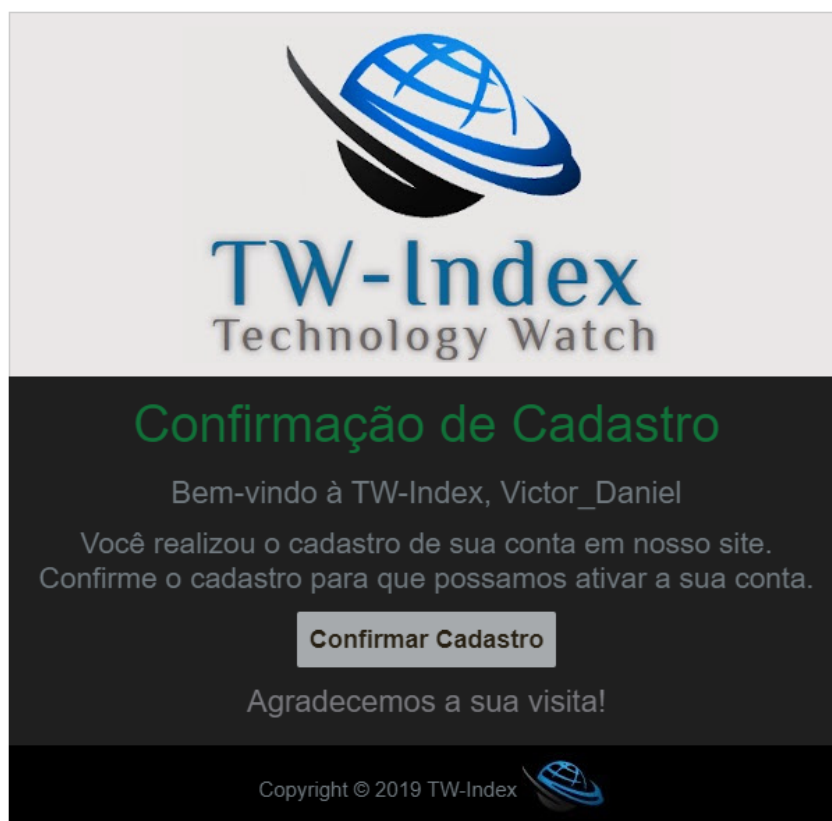 TW-Index
Technology Watch
Confirmação de Cadastro
Bem-vindo à TW-Index, Victor_Daniel
Você realizou o cadastro de sua conta em nosso site.
Confirme o cadastro para que possamos ativar a sua conta.
Confirmar Cadastro
Agradecemos a sua visita!
Copyright © 2019 TW-Index